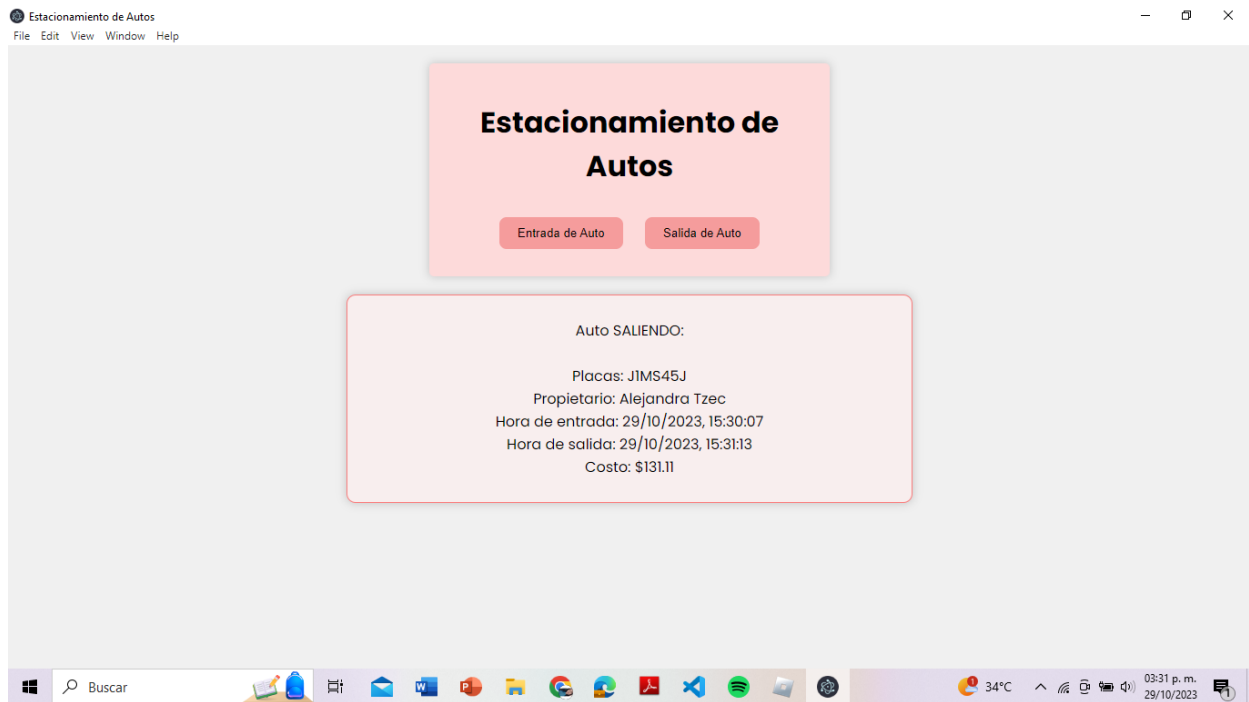 Estacionamiento de Autos
File Edit View Window Help
Estacionamiento de
Autos
Entrada de Auto Salida de Auto
Auto SALIENDO:
Placas: J1MS45J
Propietario: Alejandra Tzec
Hora de entrada: 29/10/2023, 15:30:07
Hora de salida: 29/10/2023, 15:31:13
Costo: $131.11
Buscar
34°C
03:31 p. m.
29/10/2023
1